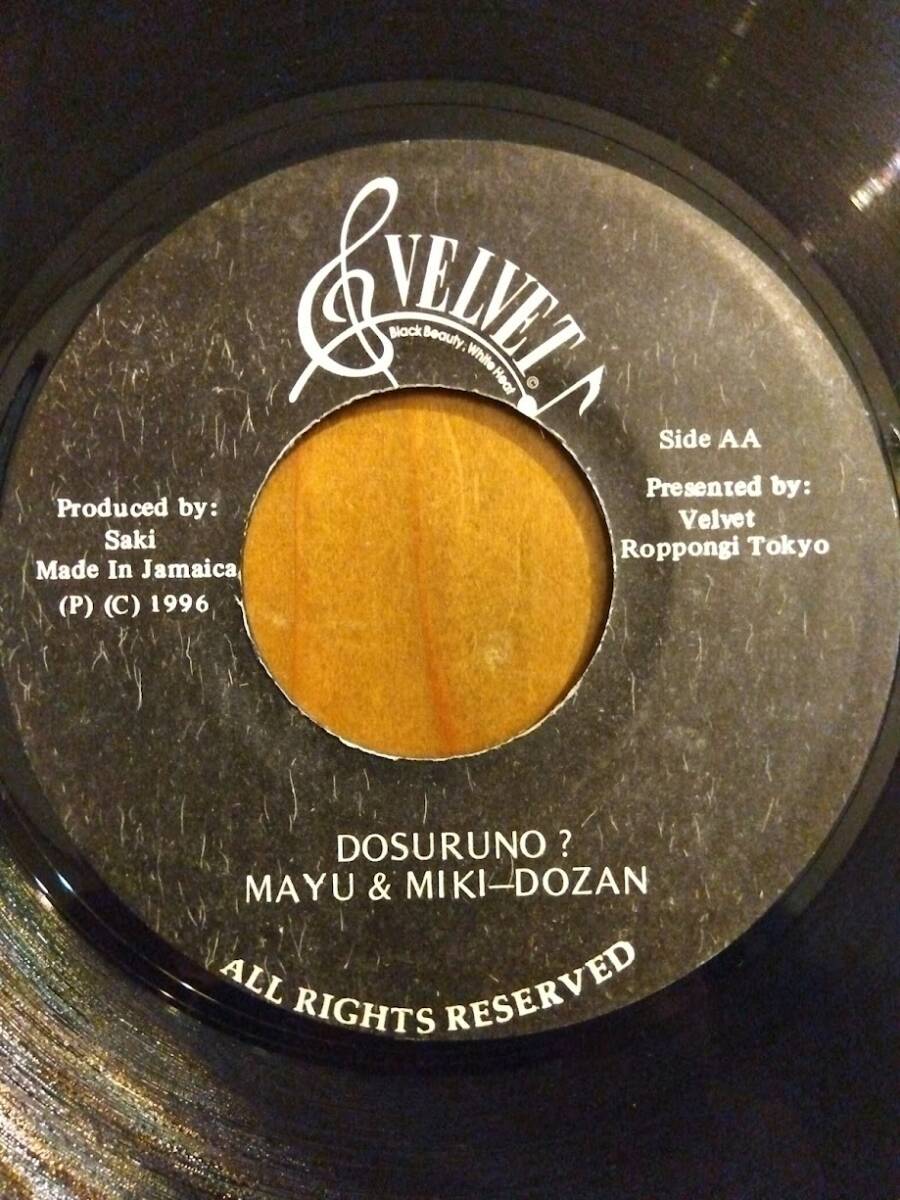 VELVET
Black Beauty, White Heat ©
Side AA
Presented by:
Velvet
Roppongi Tokyo
Produced by:
Saki
Made In Jamaica
(P) (C) 1996
DOSURUNO ?
MAYU & MIKI-DOZAN
ALL RIGHTS RESERVED